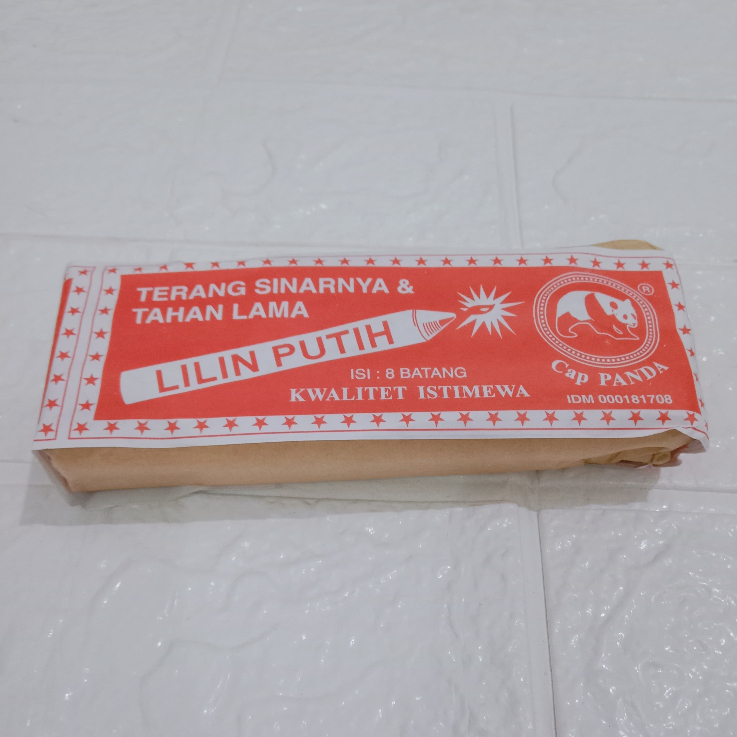 TERANG SINARNYA &
TAHAN LAMA
LILIN PUTIH
ISI : 8 BATANG
KWALITET ISTIMEWA
®
Cap PANDA
IDM 000181708